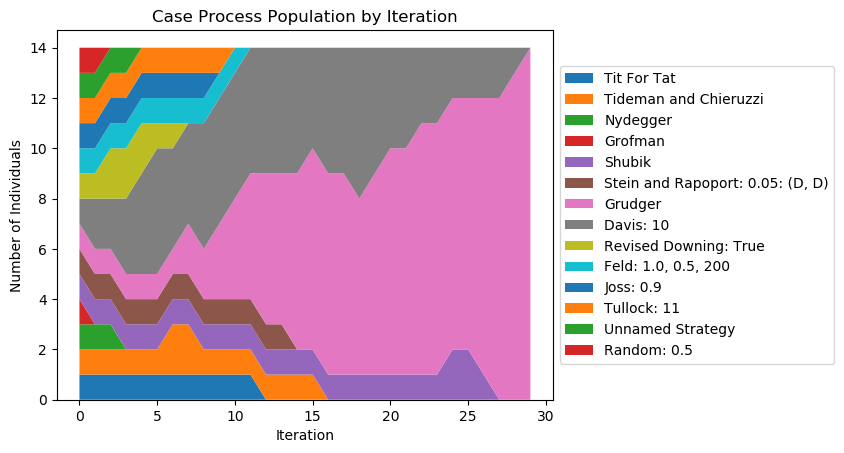 Case Process Population by Iteration
Number of Individuals
14
12
10
8
6
4
2
0
0
5
10
15
20
25
30
Iteration
Tit For Tat
Tideman and Chieruzzi
Nydegger
Grofman
Shubik
Stein and Rapoport: 0.05: (D, D)
Grudger
Davis: 10
Revised Downing: True
Feld: 1.0, 0.5, 200
Joss: 0.9
Tullock: 11
Unnamed Strategy
Random: 0.5